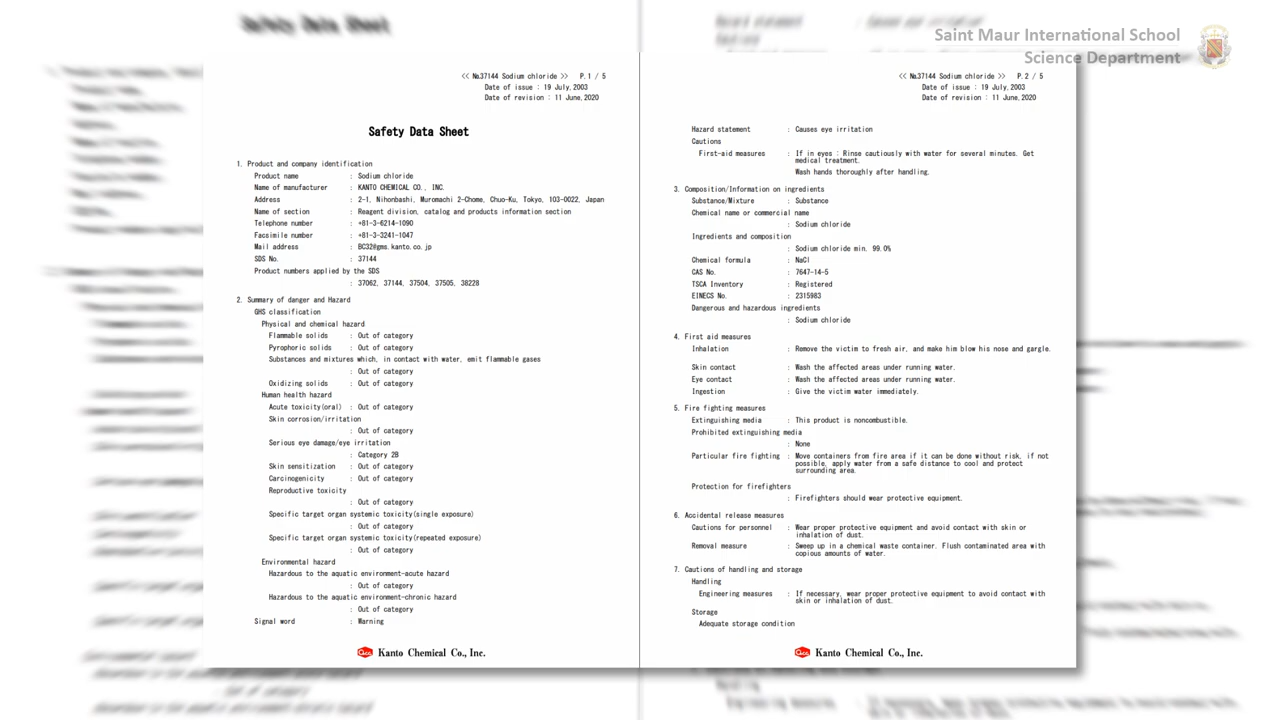 Saint Maur International School
Science Department
<< №37144 Sodium chloride >> P.1 / 5
Date of issue : 19 July,2003
Date of revision : 11 June,2020
Safety Data Sheet
1. Product and company identification
Product name : Sodium chloride
Name of manufacturer : KANTO CHEMICAL CO., INC.
Address : 2-1, Nihonbashi, Muromachi 2-Chome, Chuo-Ku, Tokyo, 103-0022, Japan
Name of section : Reagent division, catalog and products information section
Telephone number : +81-3-6214-1090
Facsimile number : +81-3-3241-1047
Mail address : BC32@gms.kanto.co.jp
SDS No. : 37144
Product numbers applied by the SDS
: 37062, 37144, 37504, 37505, 38228
2. Summary of danger and Hazard
GHS classification
Physical and chemical hazard
Flammable solids : Out of category
Pyrophoric solids : Out of category
Substances and mixtures which, in contact with water, emit flammable gases
: Out of category
Oxidizing solids : Out of category
Human health hazard
Acute toxicity(oral) : Out of category
Skin corrosion/irritation
: Out of category
Serious eye damage/eye irritation
: Category 2B
Skin sensitization : Out of category
Carcinogenicity : Out of category
Reproductive toxicity
: Out of category
Specific target organ systemic toxicity(single exposure)
: Out of category
Specific target organ systemic toxicity(repeated exposure)
: Out of category
Environmental hazard
Hazardous to the aquatic environment-acute hazard
: Out of category
Hazardous to the aquatic environment-chronic hazard
: Out of category
Signal word : Warning
Kanto Chemical Co., Inc.
<< №37144 Sodium chloride >> P.2 / 5
Date of issue : 19 July,2003
Date of revision : 11 June,2020
Hazard statement : Causes eye irritation
Cautions
First-aid measures : If in eyes : Rinse cautiously with water for several minutes. Get
medical treatment.
Wash hands thoroughly after handling.
3. Composition/Information on ingredients
Substance/Mixture : Substance
Chemical name or commercial name
: Sodium chloride
Ingredients and composition
: Sodium chloride min. 99.0%
Chemical formula : NaCl
CAS No. : 7647-14-5
TSCA Inventory : Registered
EINECS No. : 2315983
Dangerous and hazardous ingredients
: Sodium chloride
4. First aid measures
Inhalation : Remove the victim to fresh air, and make him blow his nose and gargle.
Skin contact : Wash the affected areas under running water.
Eye contact : Wash the affected areas under running water.
Ingestion : Give the victim water immediately.
5. Fire fighting measures
Extinguishing media : This product is noncombustible.
Prohibited extinguishing media
: None
Particular fire fighting : Move containers from fire area if it can be done without risk, if not
possible, apply water from a safe distance to cool and protect
surrounding area.
Protection for firefighters
: Firefighters should wear protective equipment.
6. Accidental release measures
Cautions for personnel : Wear proper protective equipment and avoid contact with skin or
inhalation of dust.
Removal measure : Sweep up in a chemical waste container. Flush contaminated area with
copious amounts of water.
7. Cautions of handling and storage
Handling
Engineering measures : If necessary, wear proper protective equipment to avoid contact with
skin or inhalation of dust.
Storage
Adequate storage condition
Kanto Chemical Co., Inc.